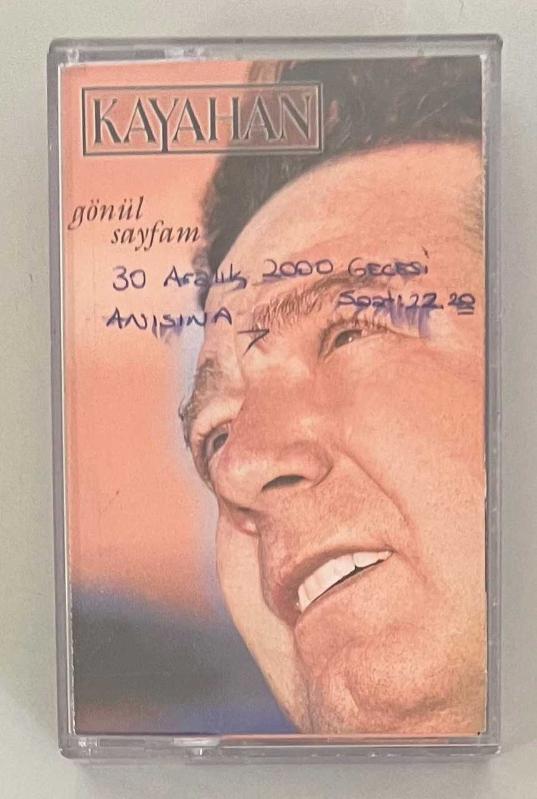 KAYAHAN
gönül
sayfam
30 Aralık 2000 GECESİ
ANISINA Saat: 22.20